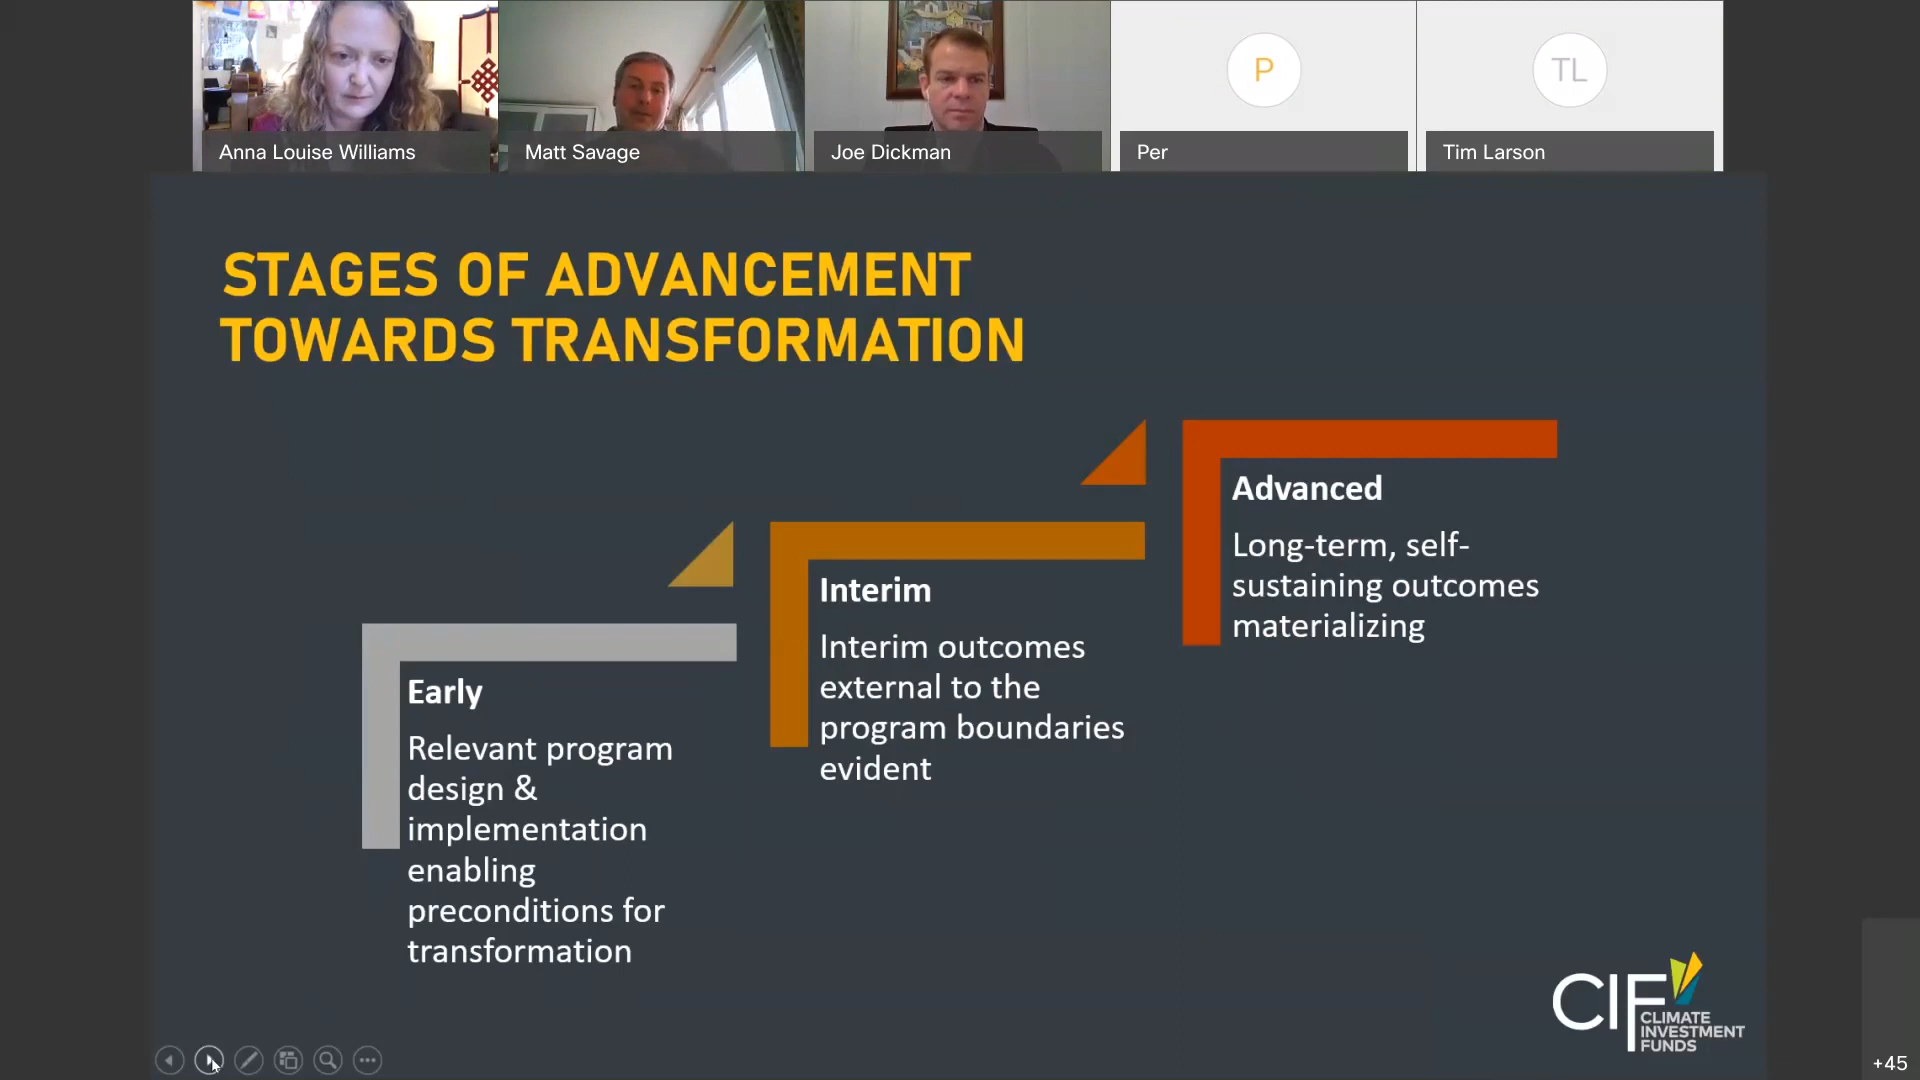 Anna Louise Williams
Matt Savage
Joe Dickman
P
Per
TL
Tim Larson
STAGES OF ADVANCEMENT
TOWARDS TRANSFORMATION
Early
Relevant program
design &
implementation
enabling
preconditions for
transformation
Interim
Interim outcomes
external to the
program boundaries
evident
Advanced
Long-term, self-
sustaining outcomes
materializing
CIF
CLIMATE
INVESTMENT
FUNDS
+45